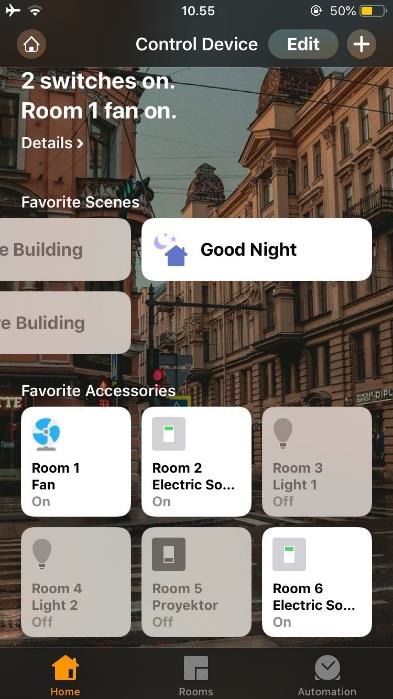 10.55
50%
Control Device
Edit
2 switches on.
Room 1 fan on.
Details >
Favorite Scenes
e Building
Good Night
ve Buliding
Favorite Accessories
Room 1
Fan
On
Room 2
Electric So...
On
Room 3
Light 1
Off
Room 4
Light 2
Off
Room 5
Proyektor
Off
Room 6
Electric So...
On
Home
Rooms
Automation